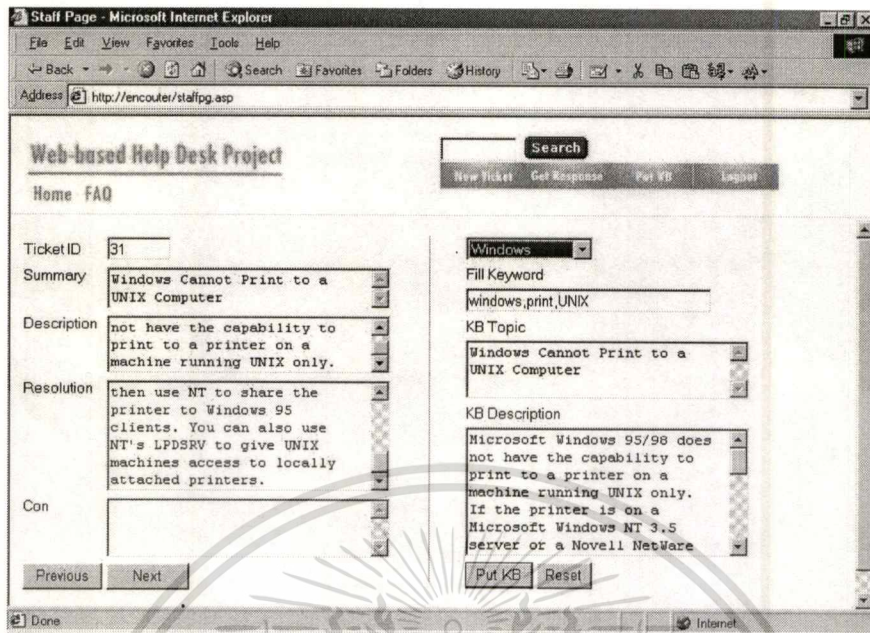 Staff Page - Microsoft Internet Explorer
File Edit View Favorites Tools Help
Back Search Favorites Folders History
Address http://encouter/staffpg.asp
Web-based Help Desk Project
Search
New Ticket Get Response Put KB Logout
Home FAQ
Ticket ID 31
Summary Windows Cannot Print to a
UNIX Computer
Description not have the capability to
print to a printer on a
machine running UNIX only.
Resolution then use NT to share the
printer to Windows 95
clients. You can also use
NT's LPDSRV to give UNIX
machines access to locally
attached printers.
Con
Previous Next
Windows
Fill Keyword
windows,print,UNIX
KB Topic
Windows Cannot Print to a
UNIX Computer
KB Description
Microsoft Windows 95/98 does
not have the capability to
print to a printer on a
machine running UNIX only.
If the printer is on a
Microsoft Windows NT 3.5
server or a Novell NetWare
Put KB Reset
Done Internet